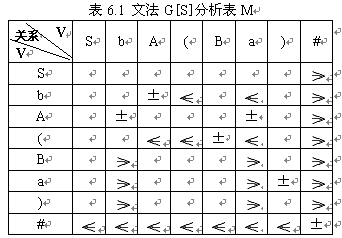 表 6.1 文法 G[S]分析表 M
关系 V S b A ( B a ) #
V
S ⋗
b ± ⋖ ⋖ ⋗
A ± ± ⋗
( ⋖ ⋖ ± ⋖ ⋗
B ⋗ ⋗ ⋗
a ⋗ ⋗ ± ⋗
) ⋗ ⋗ ⋗
# ⋖ ⋖ ⋖ ⋖ ⋖ ⋖ ⋖ ±